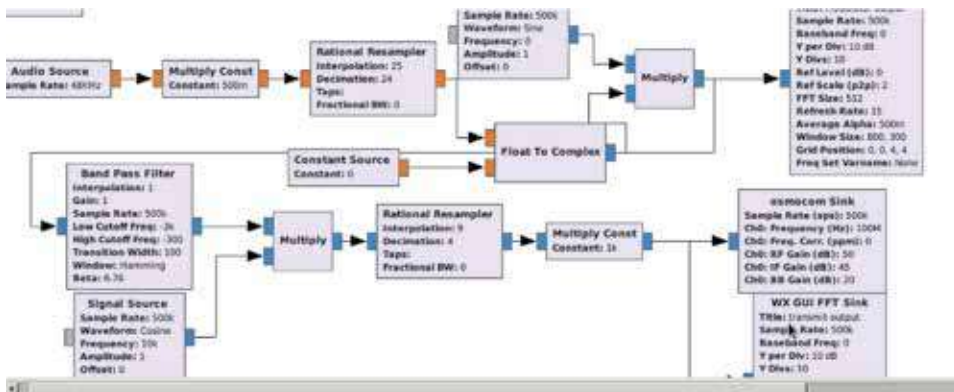 Audio Source
ample Rate: 48KHz
Multiply Const
Constant: 500m
Rational Resampler
Interpolation: 25
Decimation: 24
Taps:
Fractional BW: 0
Sample Rate: 500k
Waveform: Sine
Frequency: 0
Amplitude: 1
Offset: 0
Multiply
Sample Rate: 500k
Baseband Freq: 0
Y per Div: 10 dB
Y Divs: 10
Ref Level (dB): 0
Ref Scale (p2p): 2
FFT Size: 512
Refresh Rate: 15
Average Alpha: 500m
Window Size: 800, 300
Grid Position: 0, 0, 4, 4
Freq Set Varname: None
Constant Source
Constant: 0
Float To Complex
Band Pass Filter
Interpolation: 1
Gain: 1
Sample Rate: 500k
Low Cutoff Freq: -3k
High Cutoff Freq: -300
Transition Width: 100
Window: Hamming
Beta: 6.76
Multiply
Rational Resampler
Interpolation: 9
Decimation: 4
Taps:
Fractional BW: 0
Multiply Const
Constant: 1k
osmocom Sink
Sample Rate (sps): 500k
Ch0: Frequency (Hz): 100M
Ch0: Freq. Corr. (ppm): 0
Ch0: RF Gain (dB): 50
Ch0: IF Gain (dB): 45
Ch0: BB Gain (dB): 20
Signal Source
Sample Rate: 500k
Waveform: Cosine
Frequency: 10k
Amplitude: 1
Offset: 0
WX GUI FFT Sink
Title: transmit output
Sample Rate: 500k
Baseband Freq: 0
Y per Div: 10 dB
Y Divs: 10